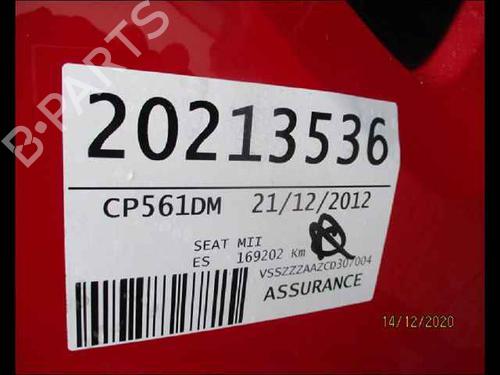 B-PARTS
20213536
CP561DM 21/12/2012
SEAT MII
ES 169202 Km
VSSZZZAAZCD307004
ASSURANCE
14/12/2020